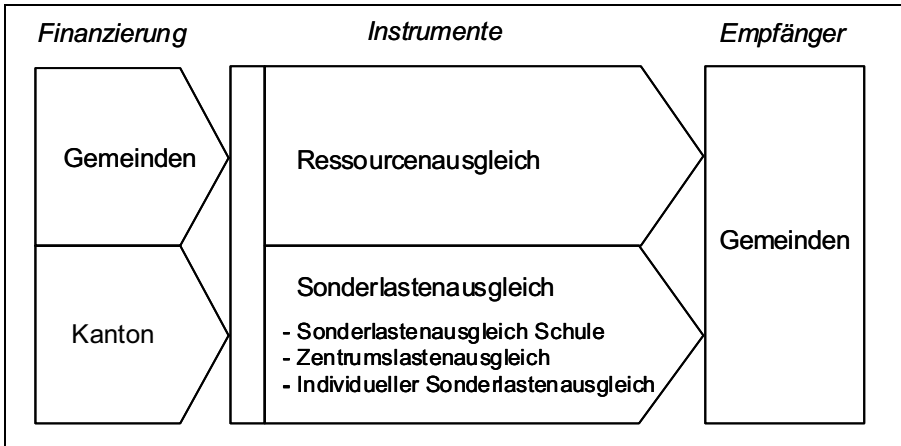 Finanzierung
Instrumente
Empfänger
Gemeinden
Ressourcenausgleich
Gemeinden
Kanton
Sonderlastenausgleich
- Sonderlastenausgleich Schule
- Zentrumslastenausgleich
- Individueller Sonderlastenausgleich